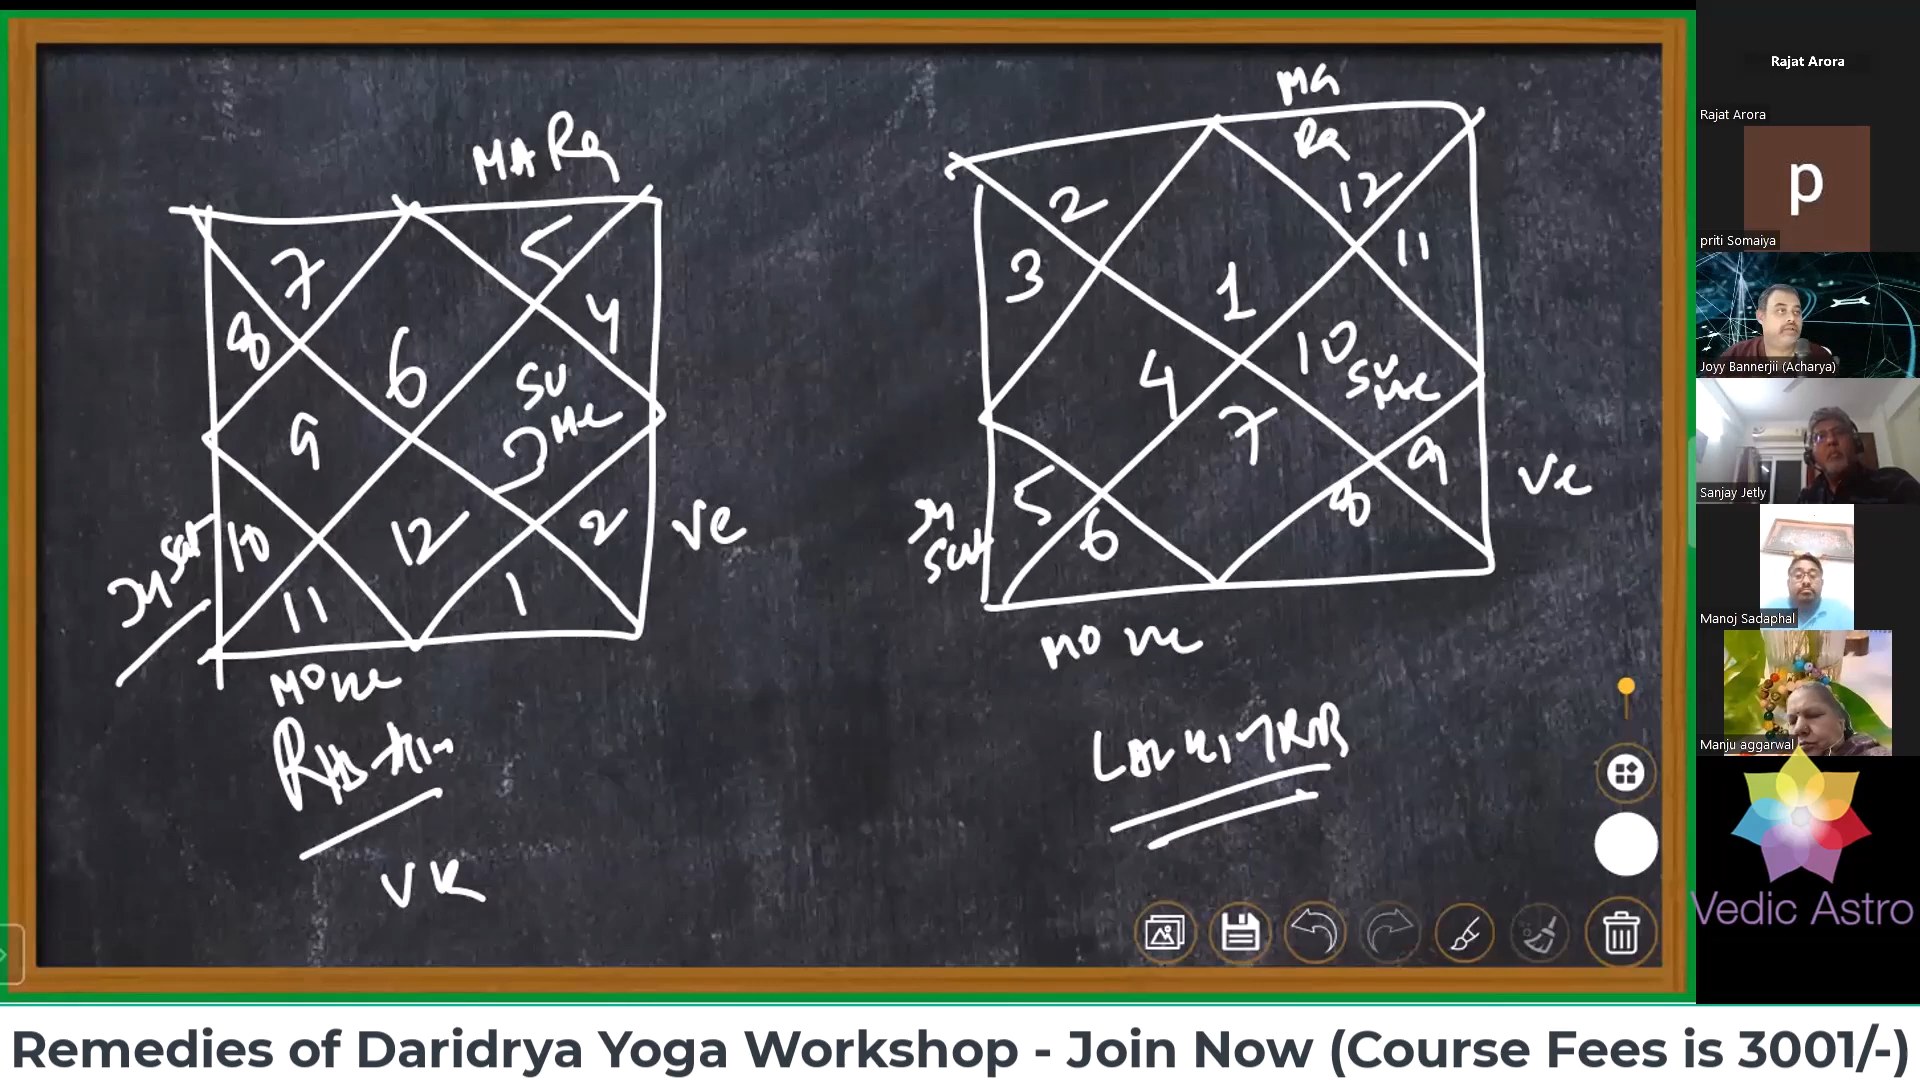 MA Ra
7
5
8
4
6
SU
Me
9
2
Ve
Sat
10
12
11
1
MO
VK
Ma
Ra
2
12
3
11
1
10
SU
Me
4
7
9
Ve
5
8
6
Sat
MO
Rajat Arora
Rajat Arora
p
priti Somaiya
Joyy Bannerjii (Acharya)
Sanjay Jetly
Manoj Sadaphal
Manju aggarwal
Vedic Astro
Remedies of Daridrya Yoga Workshop - Join Now (Course Fees is 3001/-)